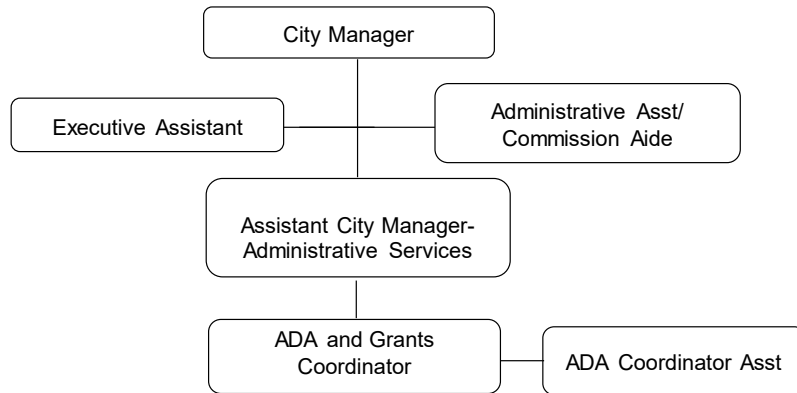 City Manager
Executive Assistant
Administrative Asst/
Commission Aide
Assistant City Manager-
Administrative Services
ADA and Grants
Coordinator
ADA Coordinator Asst